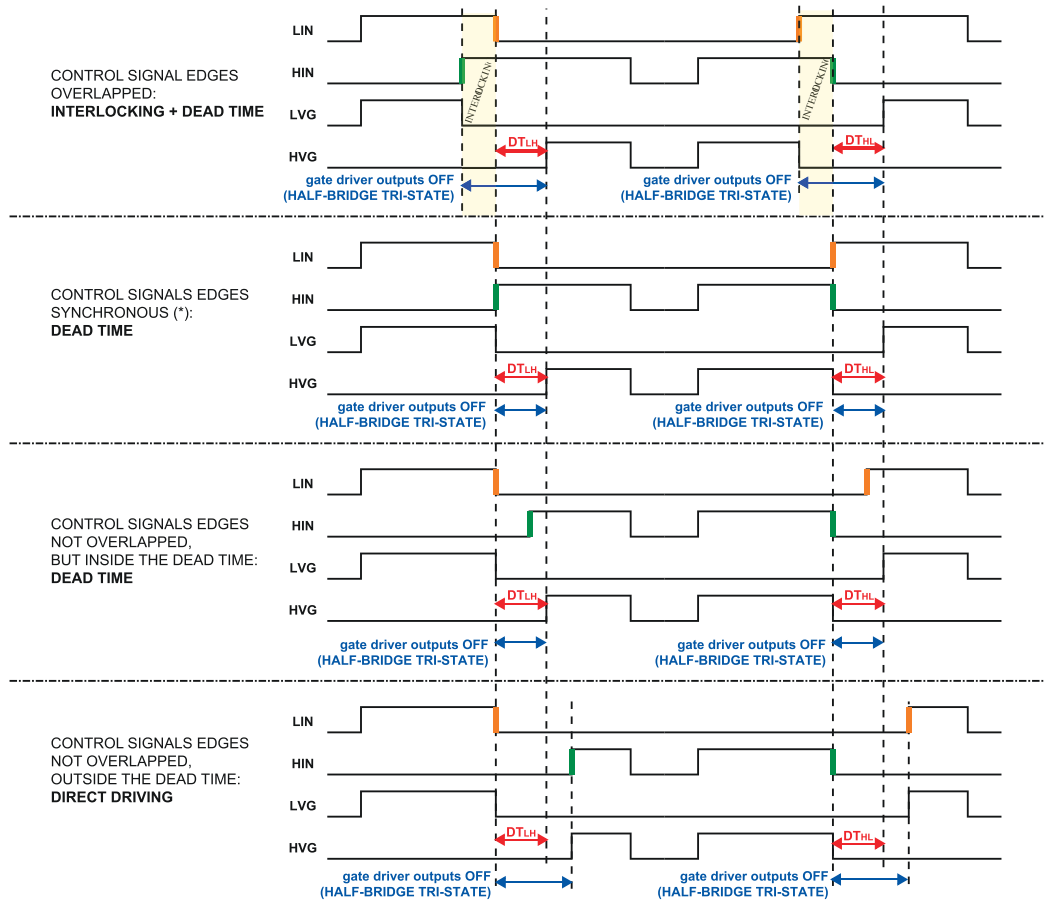 LIN
HIN
CONTROL SIGNAL EDGES
OVERLAPPED:
INTERLOCKING + DEAD TIME
LVG
HVG
INTERLOCKING
INTERLOCKING
DTLH
DTHL
gate driver outputs OFF
(HALF-BRIDGE TRI-STATE)
gate driver outputs OFF
(HALF-BRIDGE TRI-STATE)
LIN
HIN
CONTROL SIGNALS EDGES
SYNCHRONOUS (*):
DEAD TIME
LVG
HVG
DTLH
DTHL
gate driver outputs OFF
(HALF-BRIDGE TRI-STATE)
gate driver outputs OFF
(HALF-BRIDGE TRI-STATE)
LIN
HIN
CONTROL SIGNALS EDGES
NOT OVERLAPPED,
BUT INSIDE THE DEAD TIME:
DEAD TIME
LVG
HVG
DTLH
DTHL
gate driver outputs OFF
(HALF-BRIDGE TRI-STATE)
gate driver outputs OFF
(HALF-BRIDGE TRI-STATE)
LIN
HIN
CONTROL SIGNALS EDGES
NOT OVERLAPPED,
OUTSIDE THE DEAD TIME:
DIRECT DRIVING
LVG
HVG
DTLH
DTHL
gate driver outputs OFF
(HALF-BRIDGE TRI-STATE)
gate driver outputs OFF
(HALF-BRIDGE TRI-STATE)